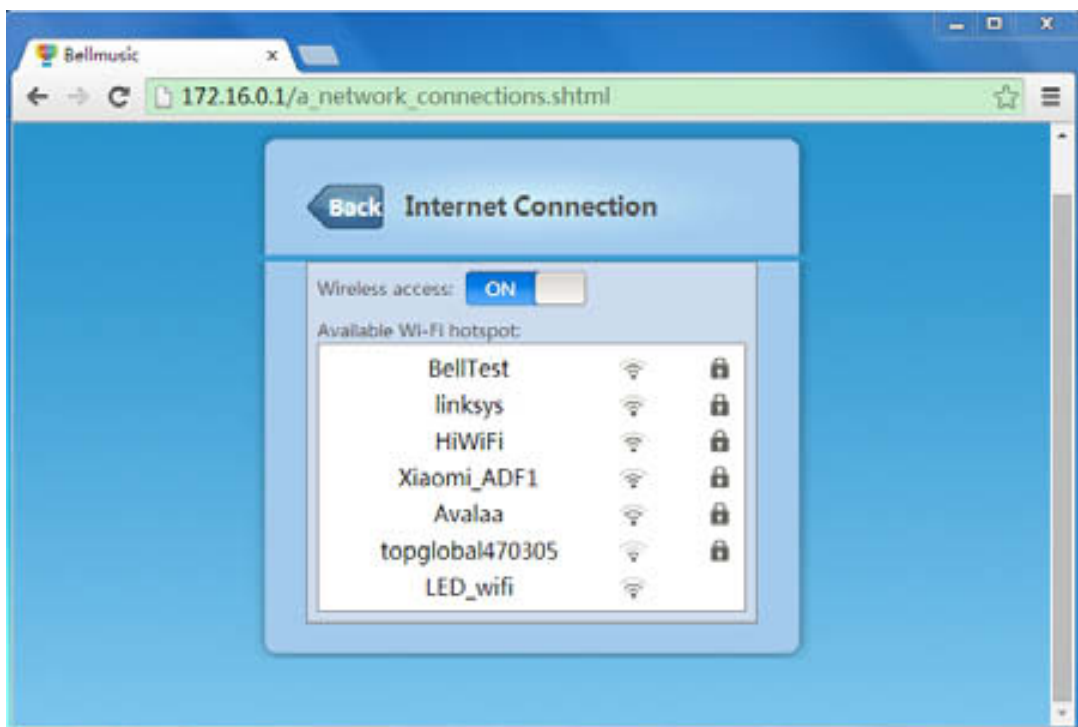 Bellmusic
172.16.0.1/a_network_connections.shtml
Back Internet Connection
Wireless access: ON
Available Wi-Fi hotspot:
BellTest
linksys
HiWiFi
Xiaomi_ADF1
Avalaa
topglobal470305
LED_wifi